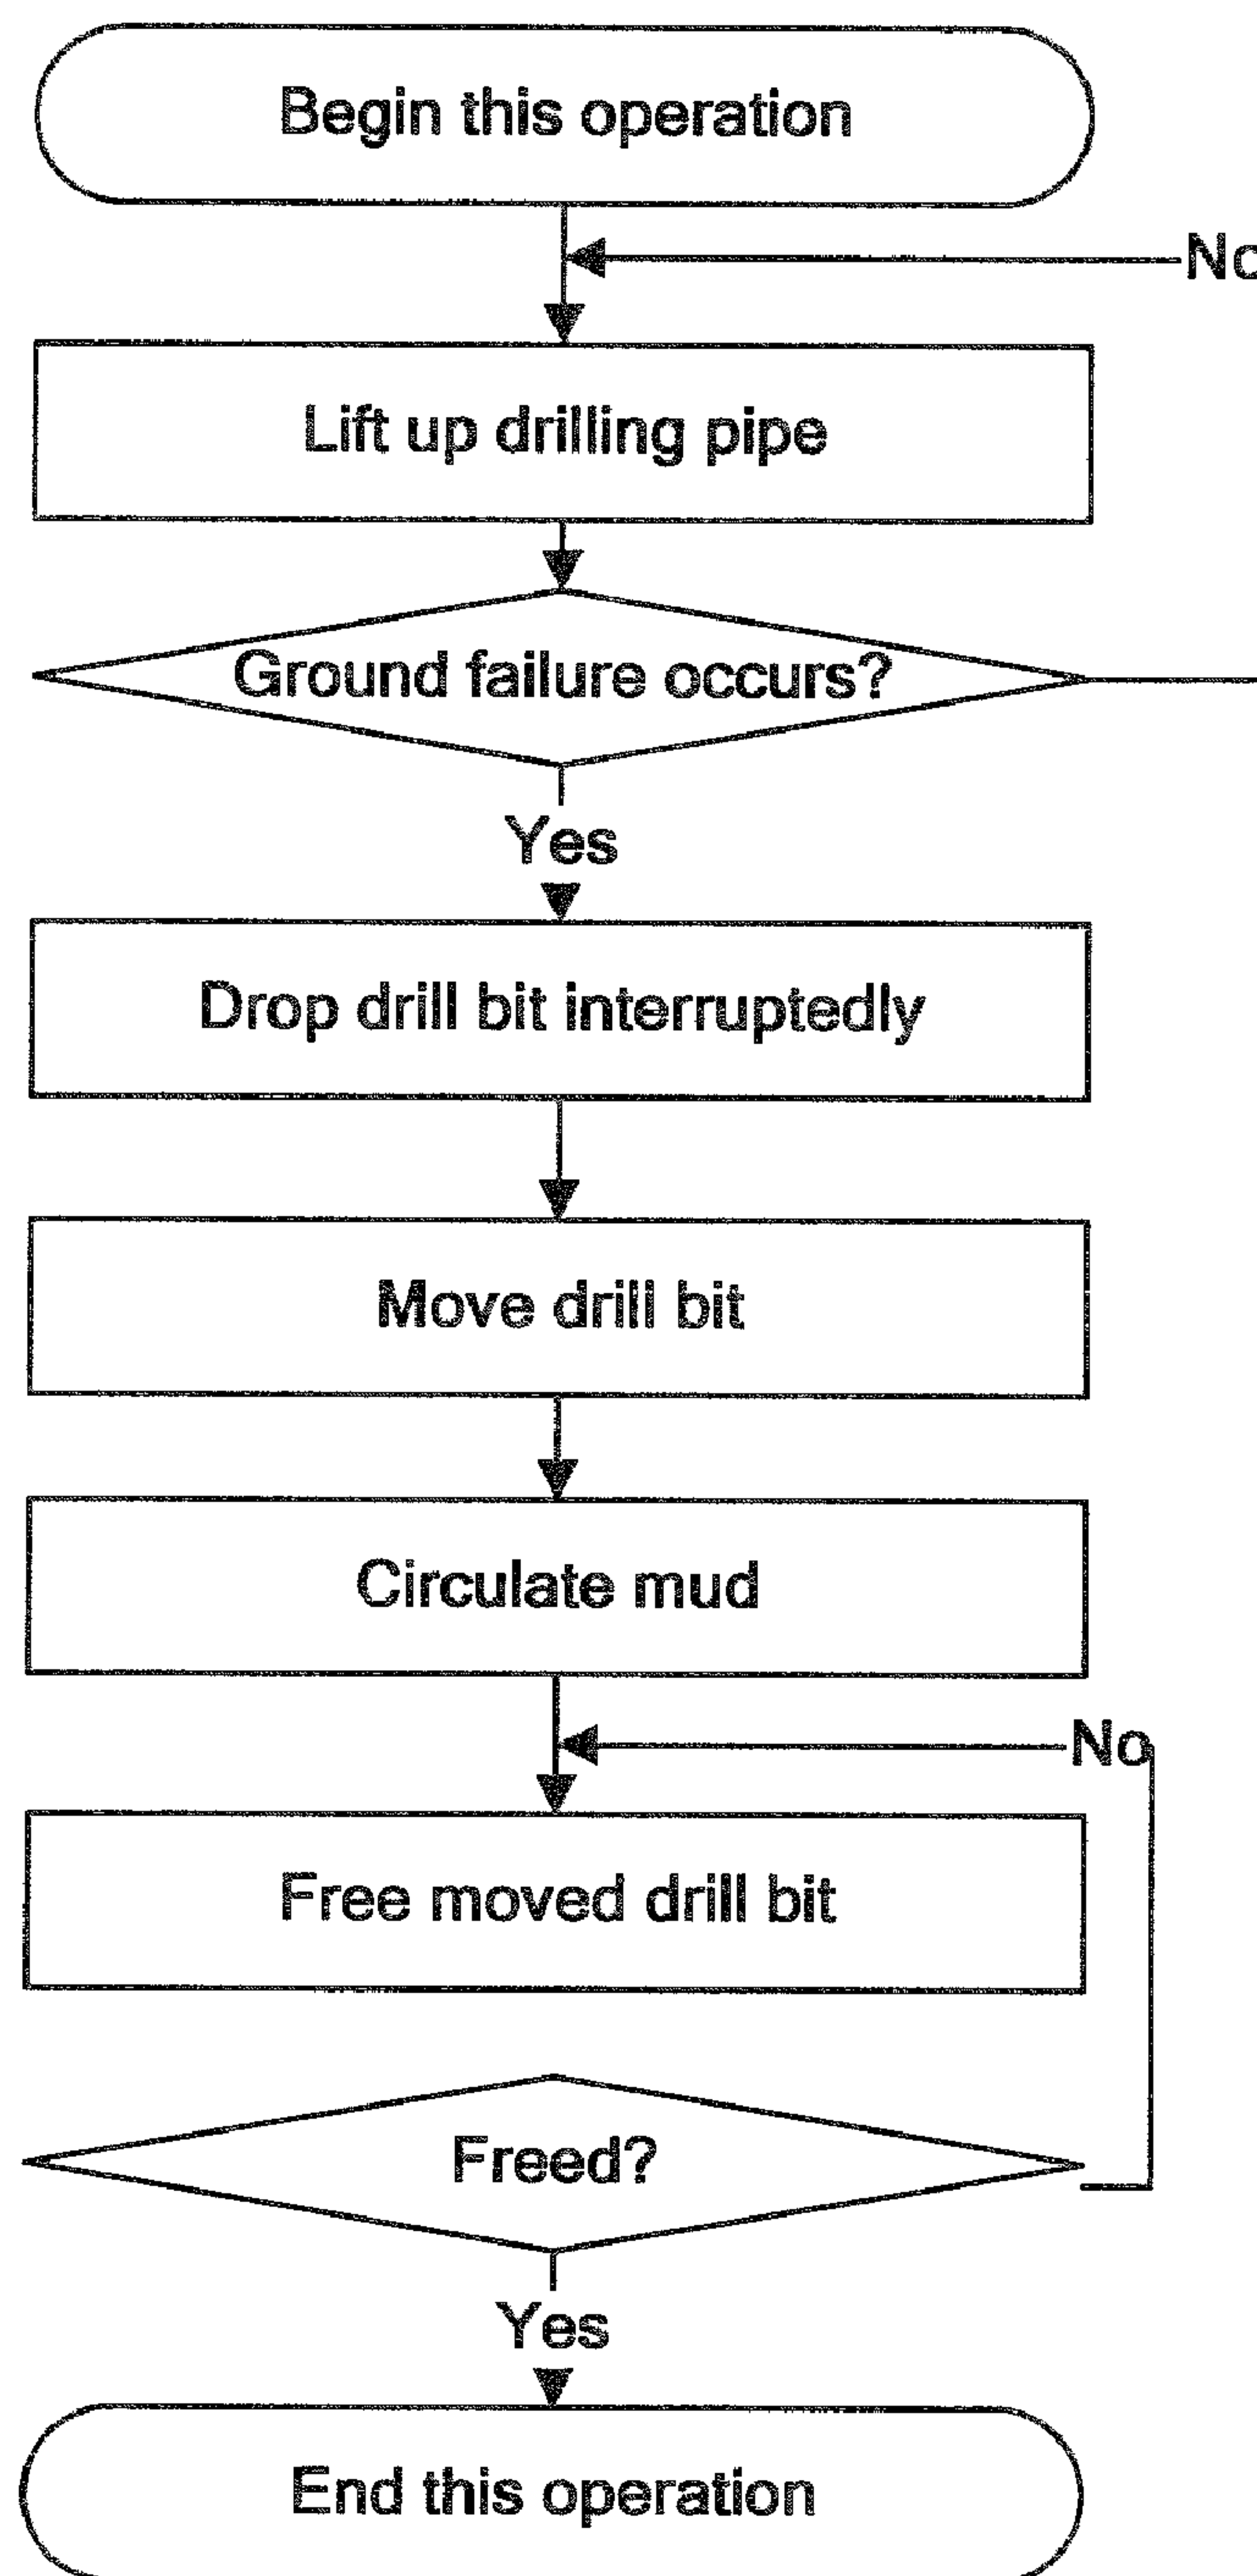 Begin this operation
No
Lift up drilling pipe
Ground failure occurs?
Yes
Drop drill bit interruptedly
Move drill bit
Circulate mud
No
Free moved drill bit
Freed?
Yes
End this operation